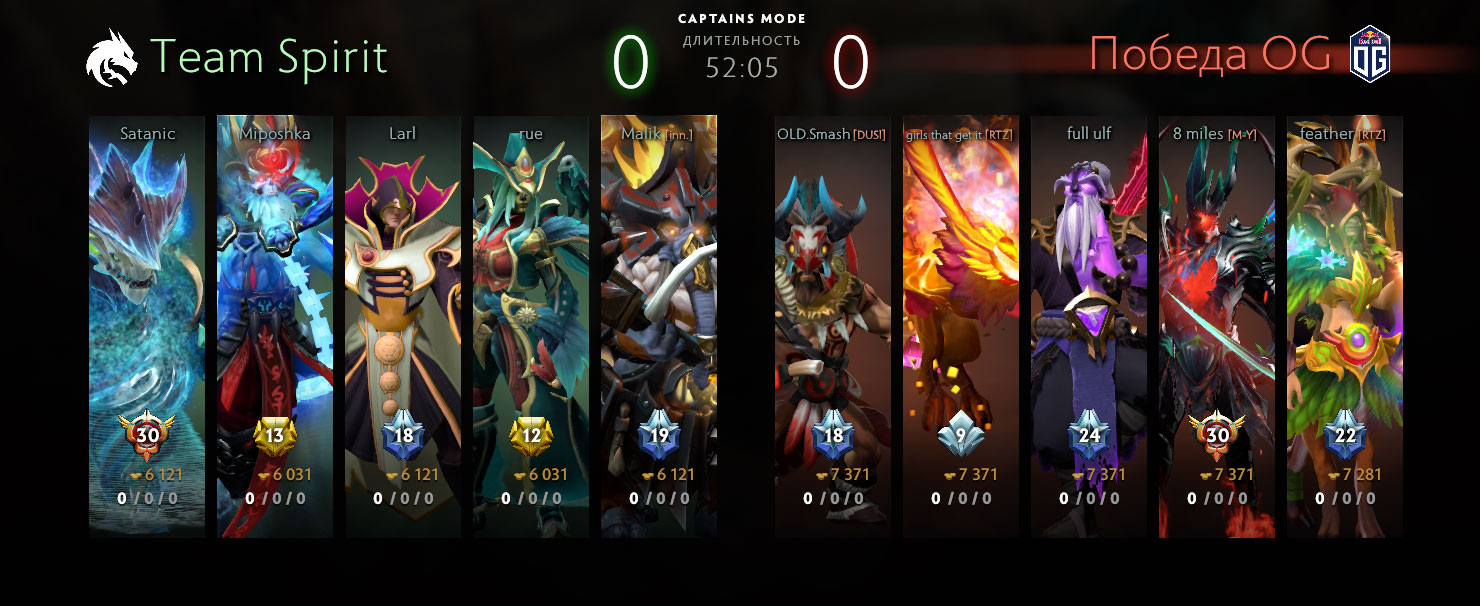 CAPTAINS MODE
Team Spirit
0
ДЛИТЕЛЬНОСТЬ
52:05
0
Победа OG
Red Bull
OG
Satanic
Miposhka
Larl
rue
Malik [inn.]
OLD.Smash [DUSI]
girls that get it [RTZ]
full ulf
8 miles [M-Y]
feather [RTZ]
30
13
18
12
19
18
9
24
30
22
6 121
6 031
6 121
6 031
6 121
7 371
7 371
7 371
7 371
7 281
0 / 0 / 0
0 / 0 / 0
0 / 0 / 0
0 / 0 / 0
0 / 0 / 0
0 / 0 / 0
0 / 0 / 0
0 / 0 / 0
0 / 0 / 0
0 / 0 / 0